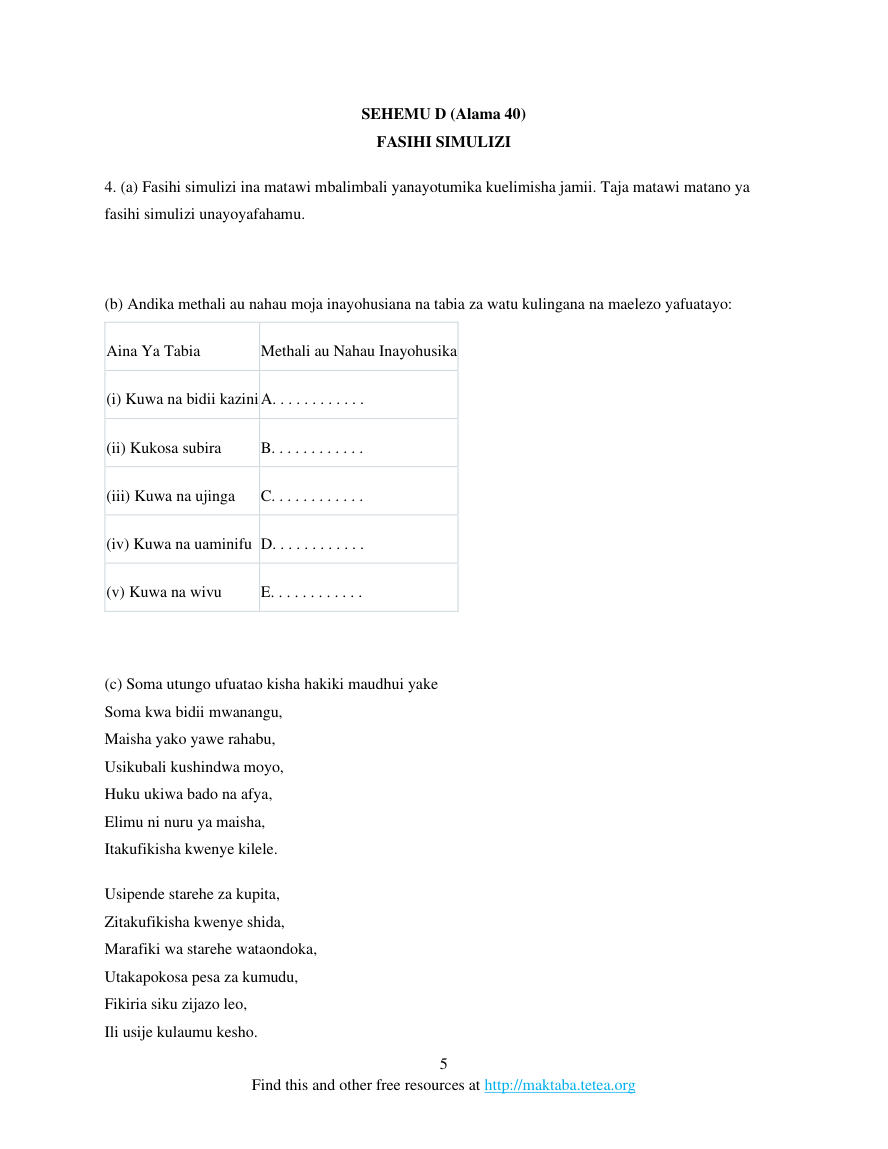 SEHEMU D (Alama 40)
FASIHI SIMULIZI
4. (a) Fasihi simulizi ina matawi mbalimbali yanayotumika kuelimisha jamii. Taja matawi matano ya
fasihi simulizi unayoyafahamu.
(b) Andika methali au nahau moja inayohusiana na tabia za watu kulingana na maelezo yafuatayo:
Aina Ya Tabia Methali au Nahau Inayohusika
(i) Kuwa na bidii kazini A. . . . . . . . . . . .
(ii) Kukosa subira B. . . . . . . . . . . .
(iii) Kuwa na ujinga C. . . . . . . . . . . .
(iv) Kuwa na uaminifu D. . . . . . . . . . . .
(v) Kuwa na wivu E. . . . . . . . . . . .
(c) Soma utungo ufuatao kisha hakiki maudhui yake
Soma kwa bidii mwanangu,
Maisha yako yawe rahabu,
Usikubali kushindwa moyo,
Huku ukiwa bado na afya,
Elimu ni nuru ya maisha,
Itakufikisha kwenye kilele.
Usipende starehe za kupita,
Zitakufikisha kwenye shida,
Marafiki wa starehe wataondoka,
Utakapokosa pesa za kumudu,
Fikiria siku zijazo leo,
Ili usije kulaumu kesho.
5
Find this and other free resources at http://maktaba.tetea.org